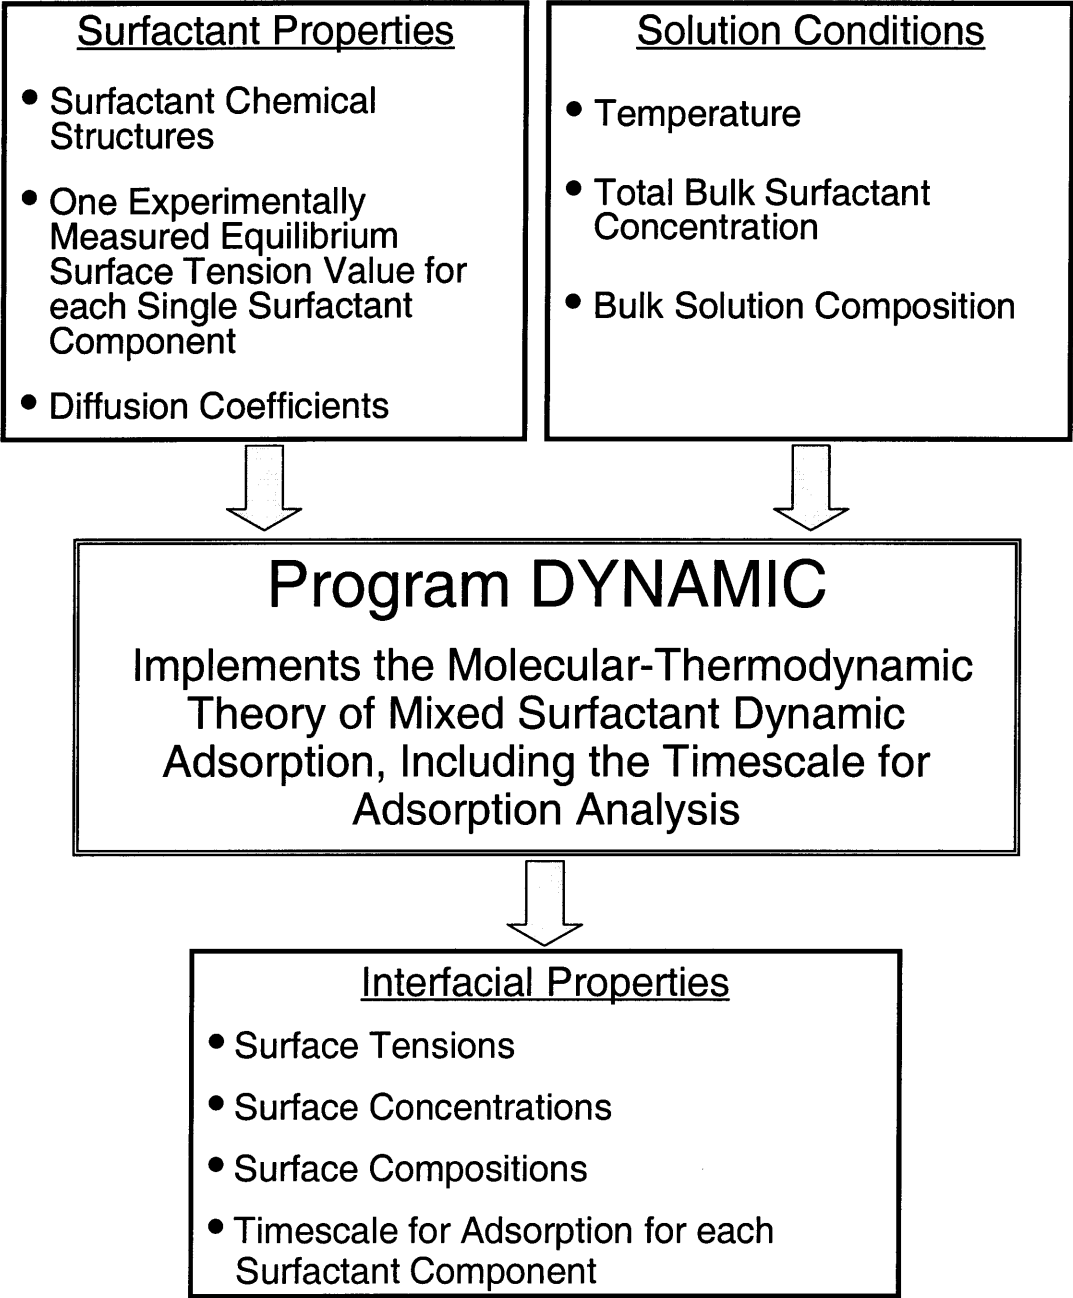 Surfactant Properties
• Surfactant Chemical
Structures
• One Experimentally
Measured Equilibrium
Surface Tension Value for
each Single Surfactant
Component
• Diffusion Coefficients
Solution Conditions
• Temperature
• Total Bulk Surfactant
Concentration
• Bulk Solution Composition
Program DYNAMIC
Implements the Molecular-Thermodynamic
Theory of Mixed Surfactant Dynamic
Adsorption, Including the Timescale for
Adsorption Analysis
Interfacial Properties
• Surface Tensions
• Surface Concentrations
• Surface Compositions
• Timescale for Adsorption for each
Surfactant Component